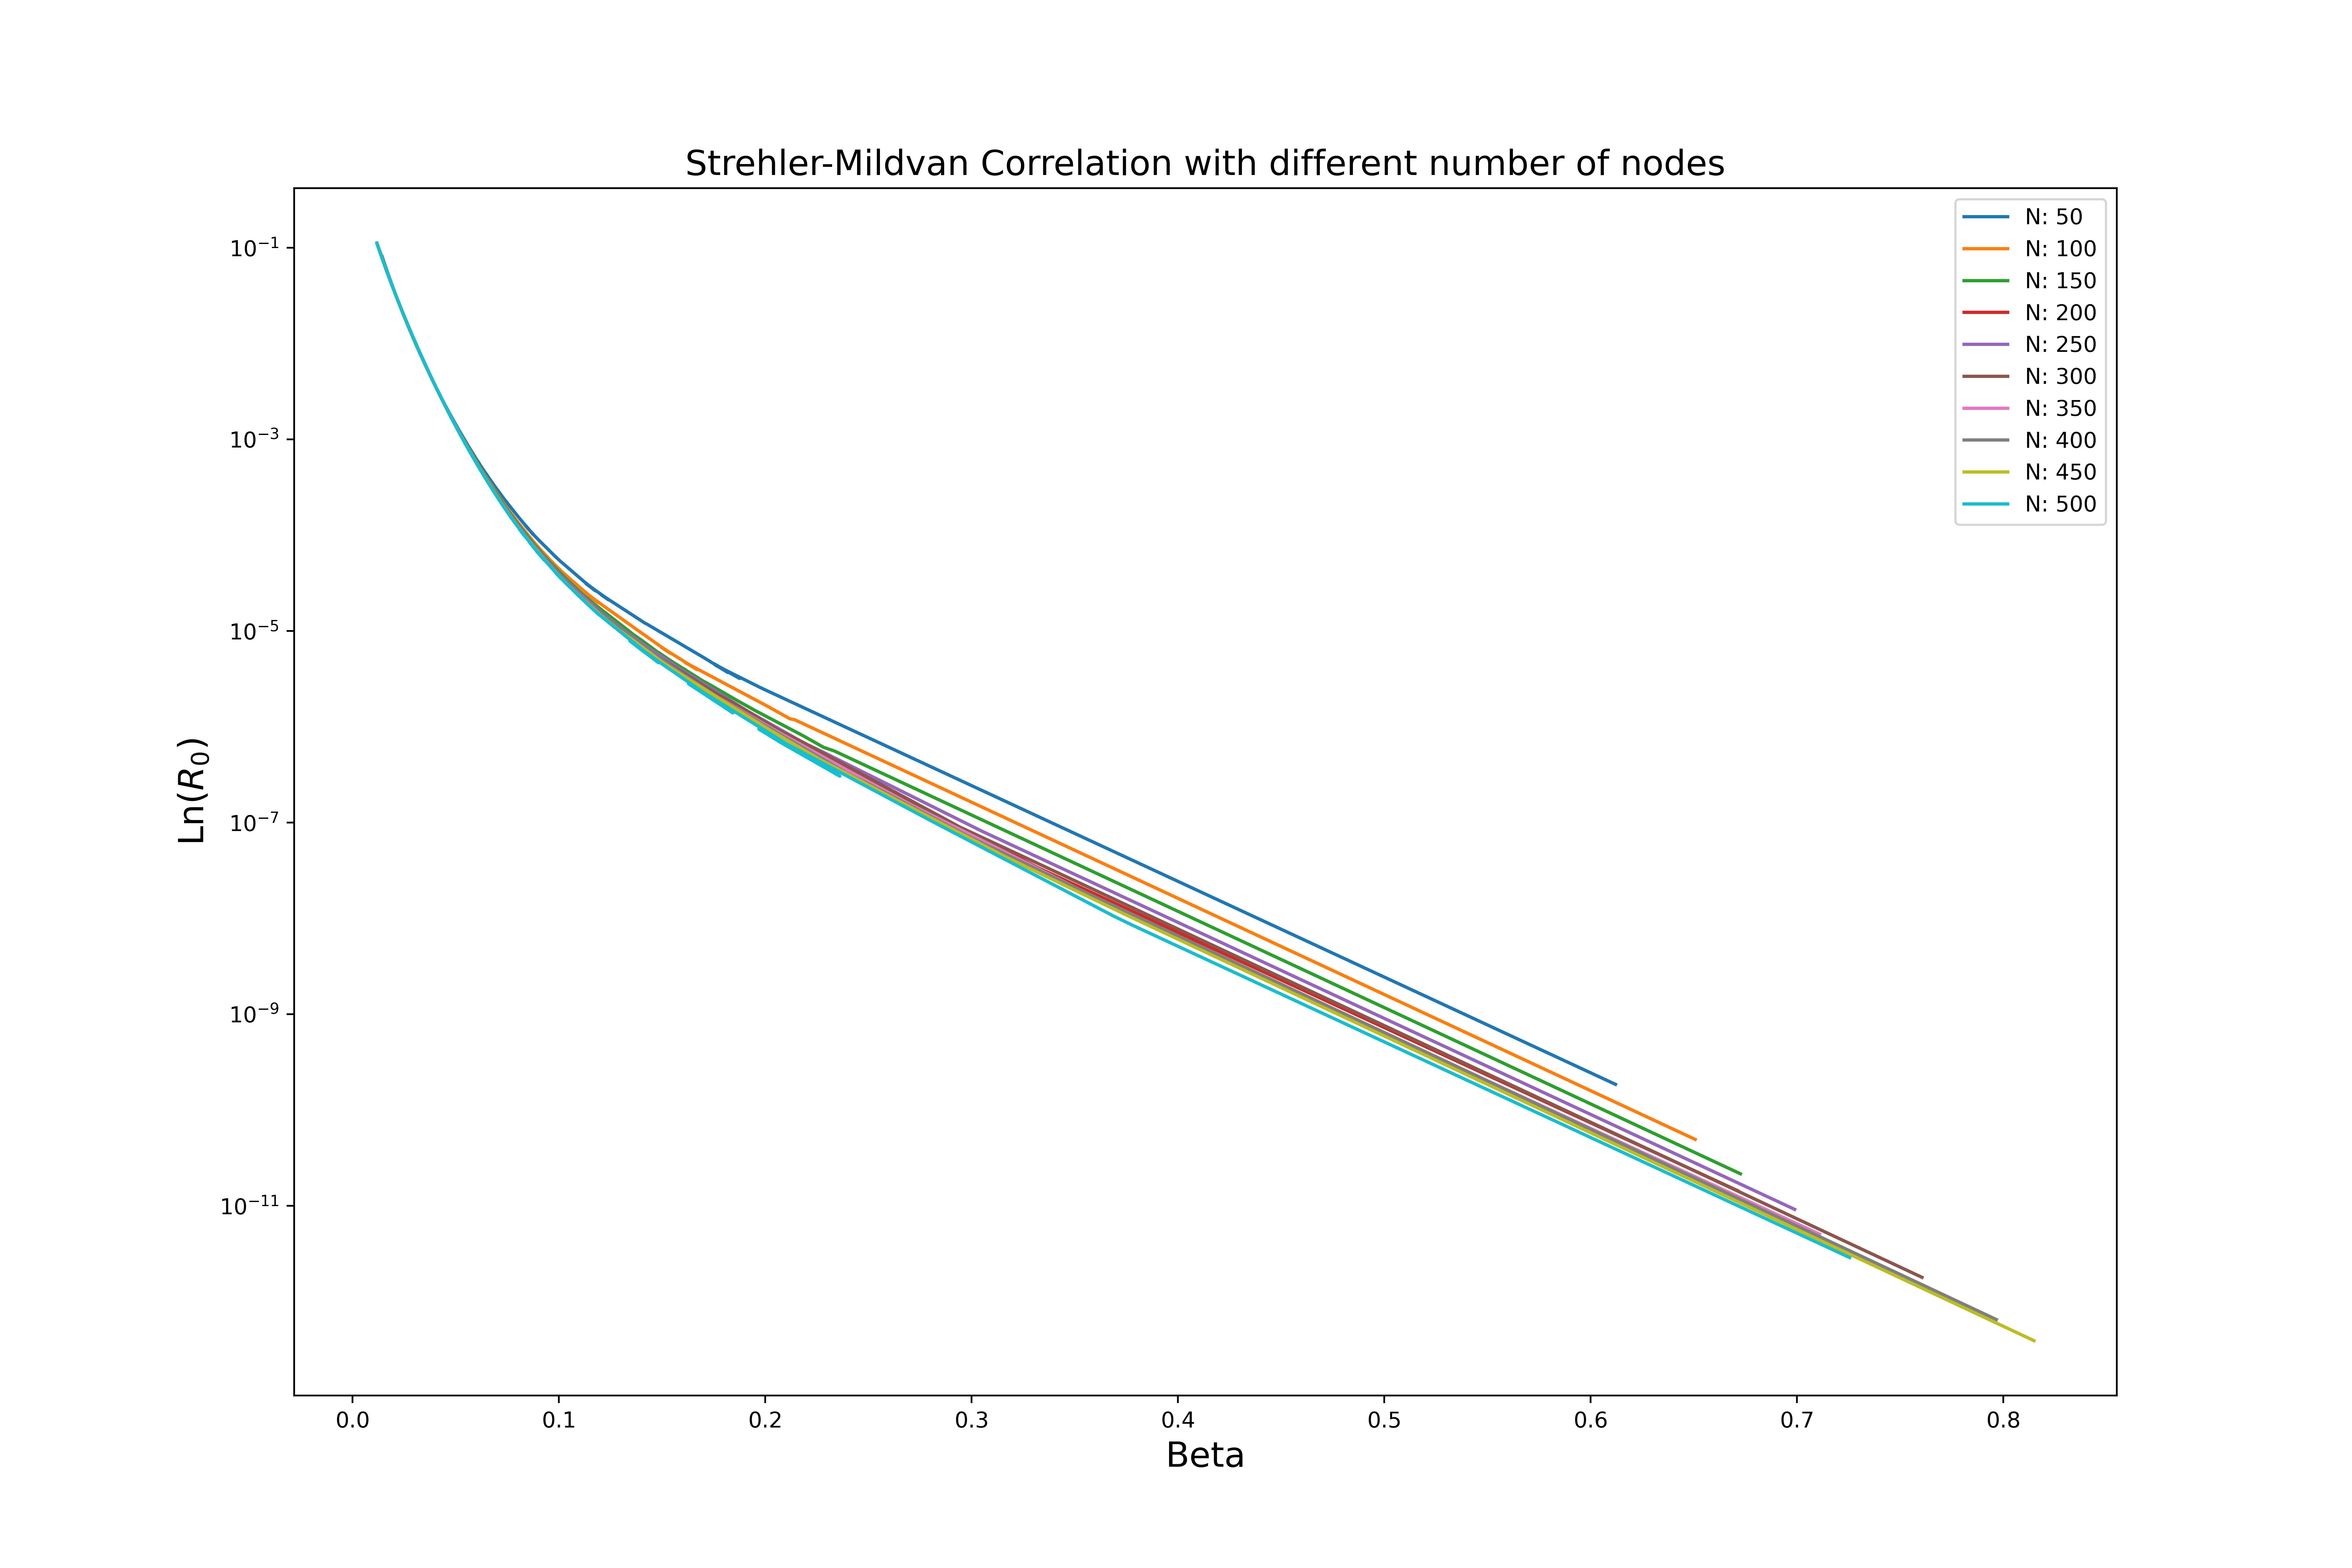 Strehler-Mildvan Correlation with different number of nodes
N: 50
N: 100
N: 150
N: 200
N: 250
N: 300
N: 350
N: 400
N: 450
N: 500
10⁻¹
10⁻³
10⁻⁵
10⁻⁷
10⁻⁹
10⁻¹¹
Ln(R₀)
0.0 0.1 0.2 0.3 0.4 0.5 0.6 0.7 0.8
Beta